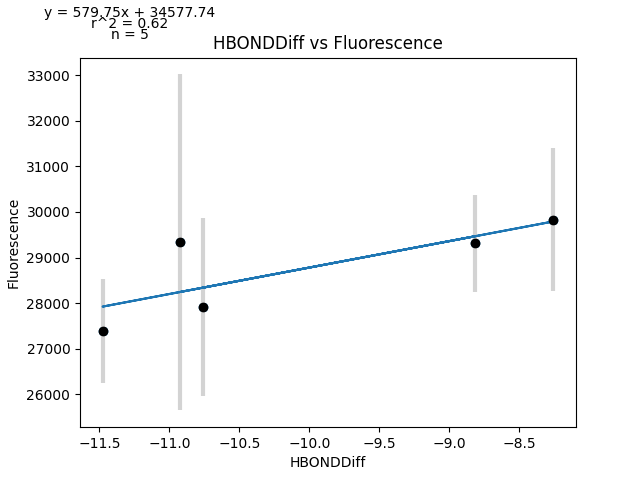 y = 579.75x + 34577.74
r^2 = 0.62
n = 5
HBONDDiff vs Fluorescence
33000
32000
31000
30000
29000
28000
27000
26000
Fluorescence
−11.5 −11.0 −10.5 −10.0 −9.5 −9.0 −8.5
HBONDDiff